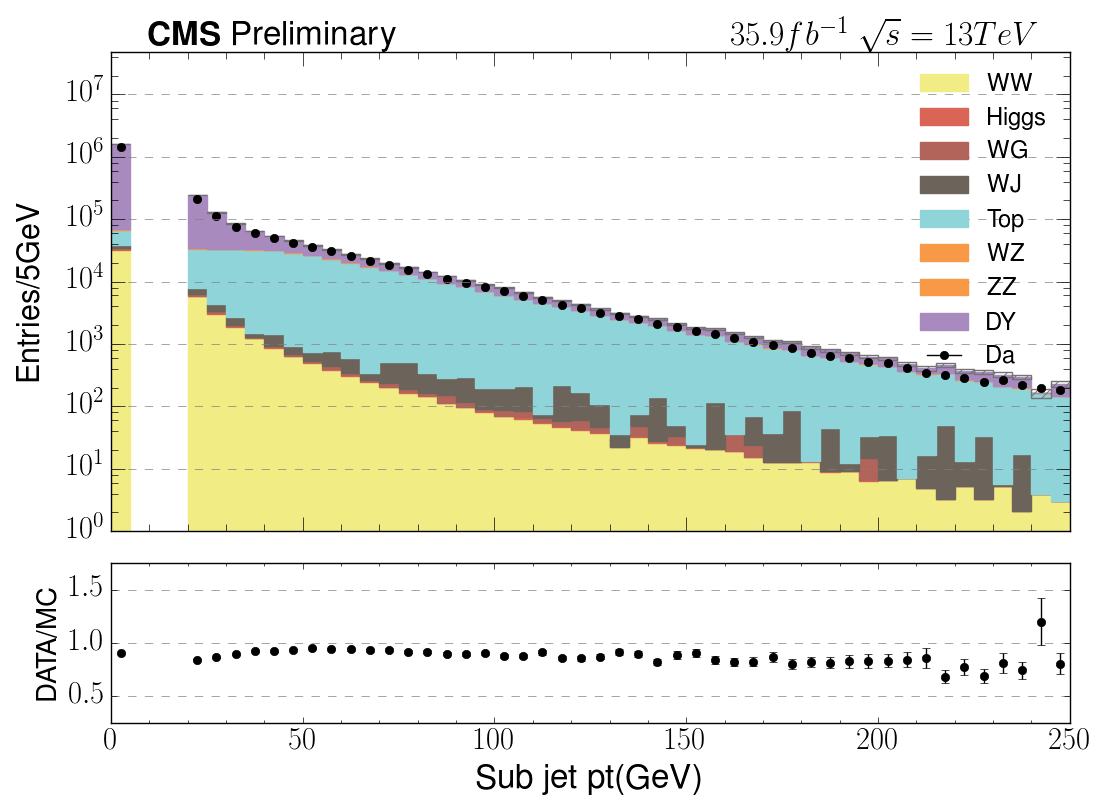 CMS Preliminary 35.9fb⁻¹ √s = 13TeV
Entries/5GeV
10⁷
10⁶
10⁵
10⁴
10³
10²
10¹
10⁰
WW
Higgs
WG
WJ
Top
WZ
ZZ
DY
Da
DATA/MC
1.5
1.0
0.5
0 50 100 150 200 250
Sub jet pt(GeV)